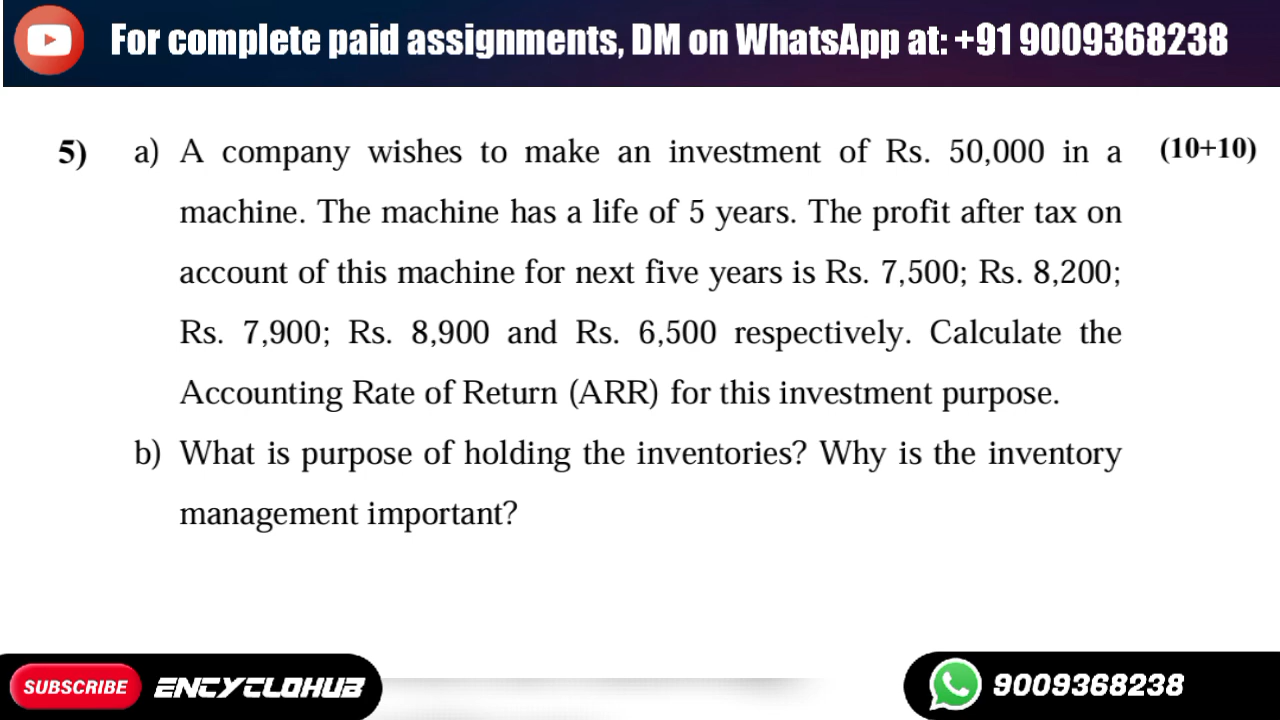 For complete paid assignments, DM on WhatsApp at: +91 9009368238
5) a) A company wishes to make an investment of Rs. 50,000 in a (10+10)
machine. The machine has a life of 5 years. The profit after tax on
account of this machine for next five years is Rs. 7,500; Rs. 8,200;
Rs. 7,900; Rs. 8,900 and Rs. 6,500 respectively. Calculate the
Accounting Rate of Return (ARR) for this investment purpose.
b) What is purpose of holding the inventories? Why is the inventory
management important?
SUBSCRIBE ENCYCLOHUB 9009368238